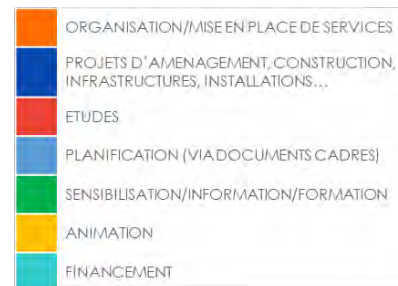 ORGANISATION/MISE EN PLACE DE SERVICES
PROJETS D'AMENAGEMENT, CONSTRUCTION,
INFRASTRUCTURES, INSTALLATIONS...
ETUDES
PLANIFICATION (VIA DOCUMENTS CADRES)
SENSIBILISATION/INFORMATION/FORMATION
ANIMATION
FINANCEMENT